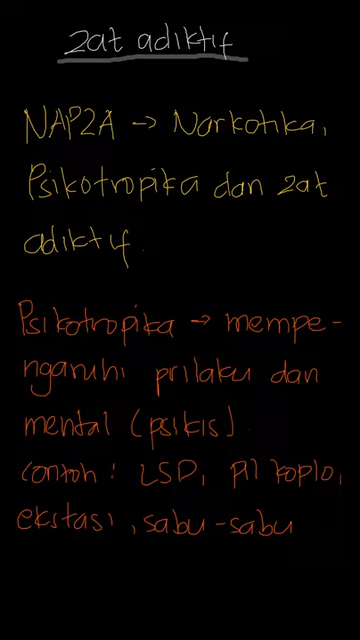 Zat adiktif
NAPZA → Narkotika,
Psikotropika dan zat
adiktif.
Psikotropika → mempe-
ngaruhi prilaku dan
mental (psikis).
contoh : LSD, pil koplo,
ekstasi, sabu-sabu